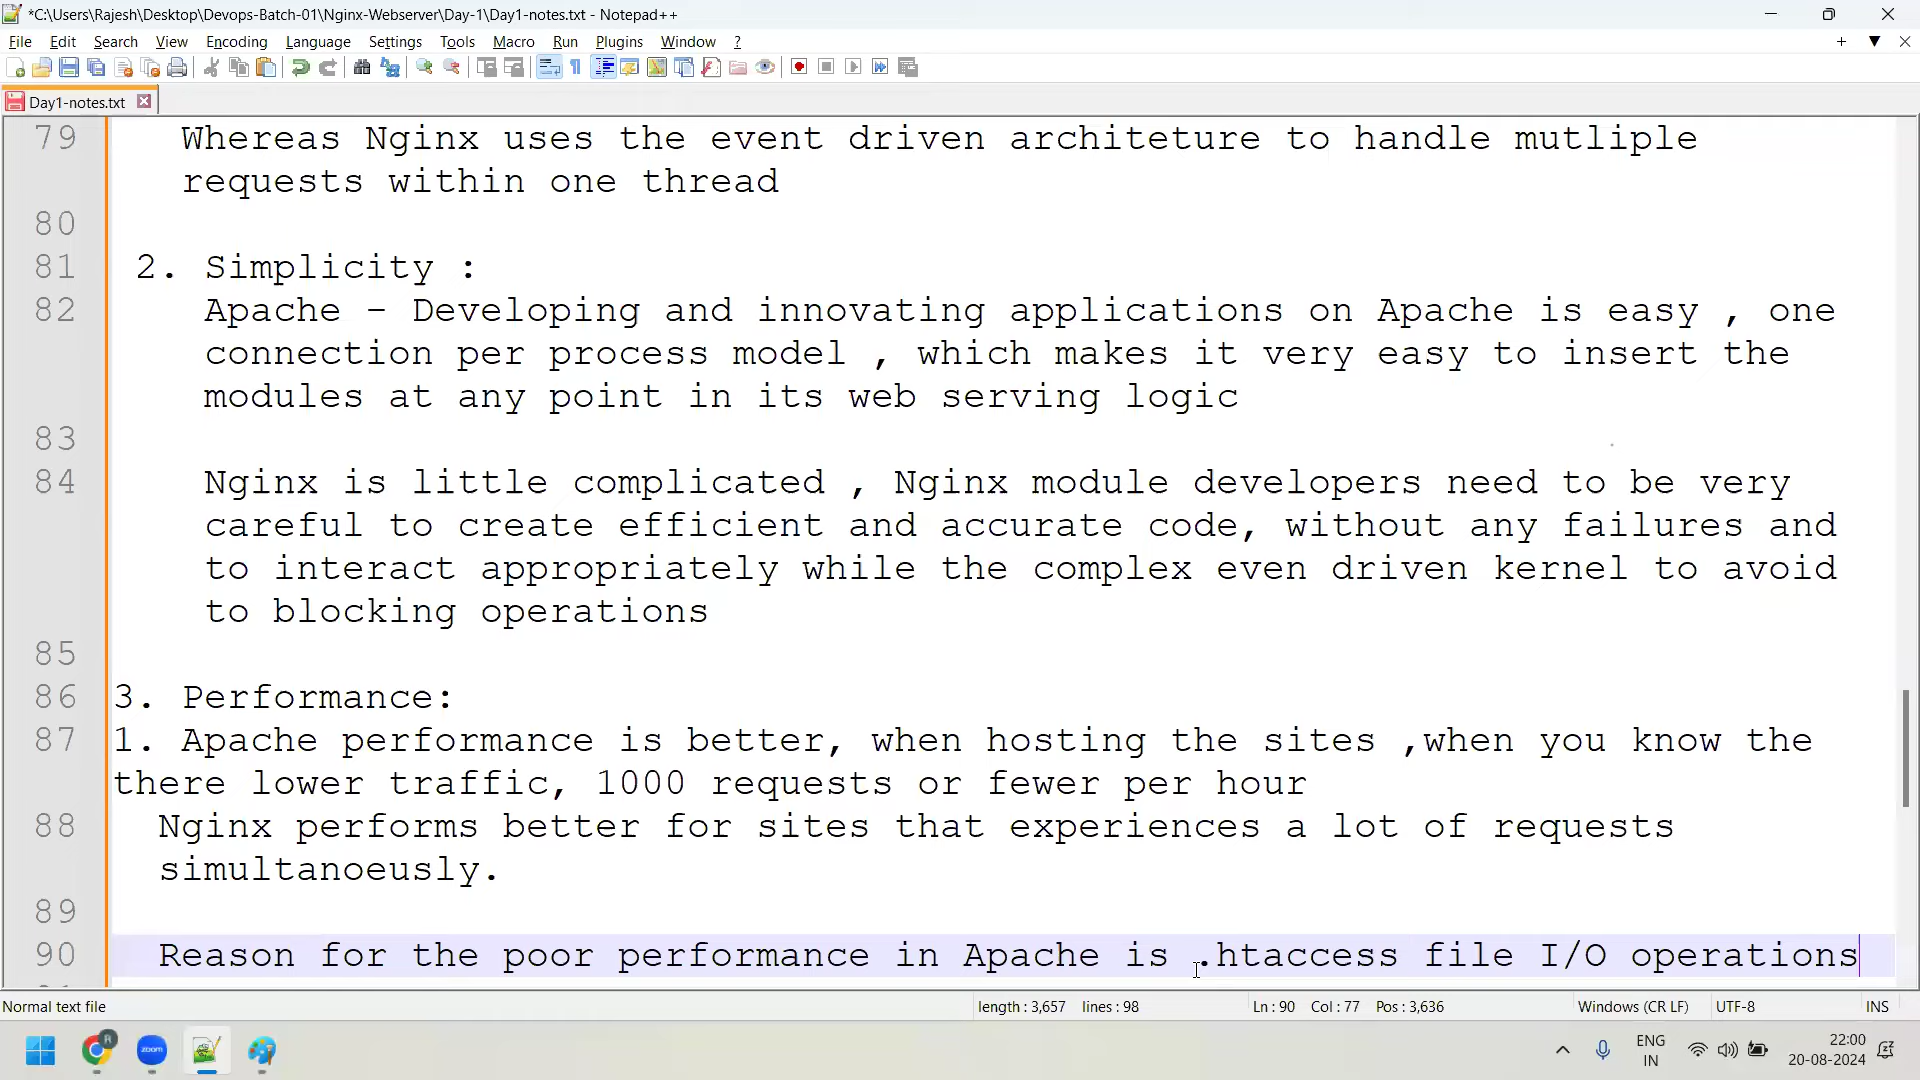 *C:\Users\Rajesh\Desktop\Devops-Batch-01\Nginx-Webserver\Day-1\Day1-notes.txt - Notepad++
File Edit Search View Encoding Language Settings Tools Macro Run Plugins Window ?
Day1-notes.txt
79 Whereas Nginx uses the event driven architeture to handle mutliple
requests within one thread
80
81 2. Simplicity :
82 Apache - Developing and innovating applications on Apache is easy , one
connection per process model , which makes it very easy to insert the
modules at any point in its web serving logic
83
84 Nginx is little complicated , Nginx module developers need to be very
careful to create efficient and accurate code, without any failures and
to interact appropriately while the complex even driven kernel to avoid
to blocking operations
85
86 3. Performance:
87 1. Apache performance is better, when hosting the sites ,when you know the
there lower traffic, 1000 requests or fewer per hour
88 Nginx performs better for sites that experiences a lot of requests
simultanoeusly.
89
90 Reason for the poor performance in Apache is .htaccess file I/O operations
Normal text file length : 3,657 lines : 98 Ln : 90 Col : 77 Pos : 3,636 Windows (CR LF) UTF-8 INS
R
zoom
ENG
IN
22:00
20-08-2024